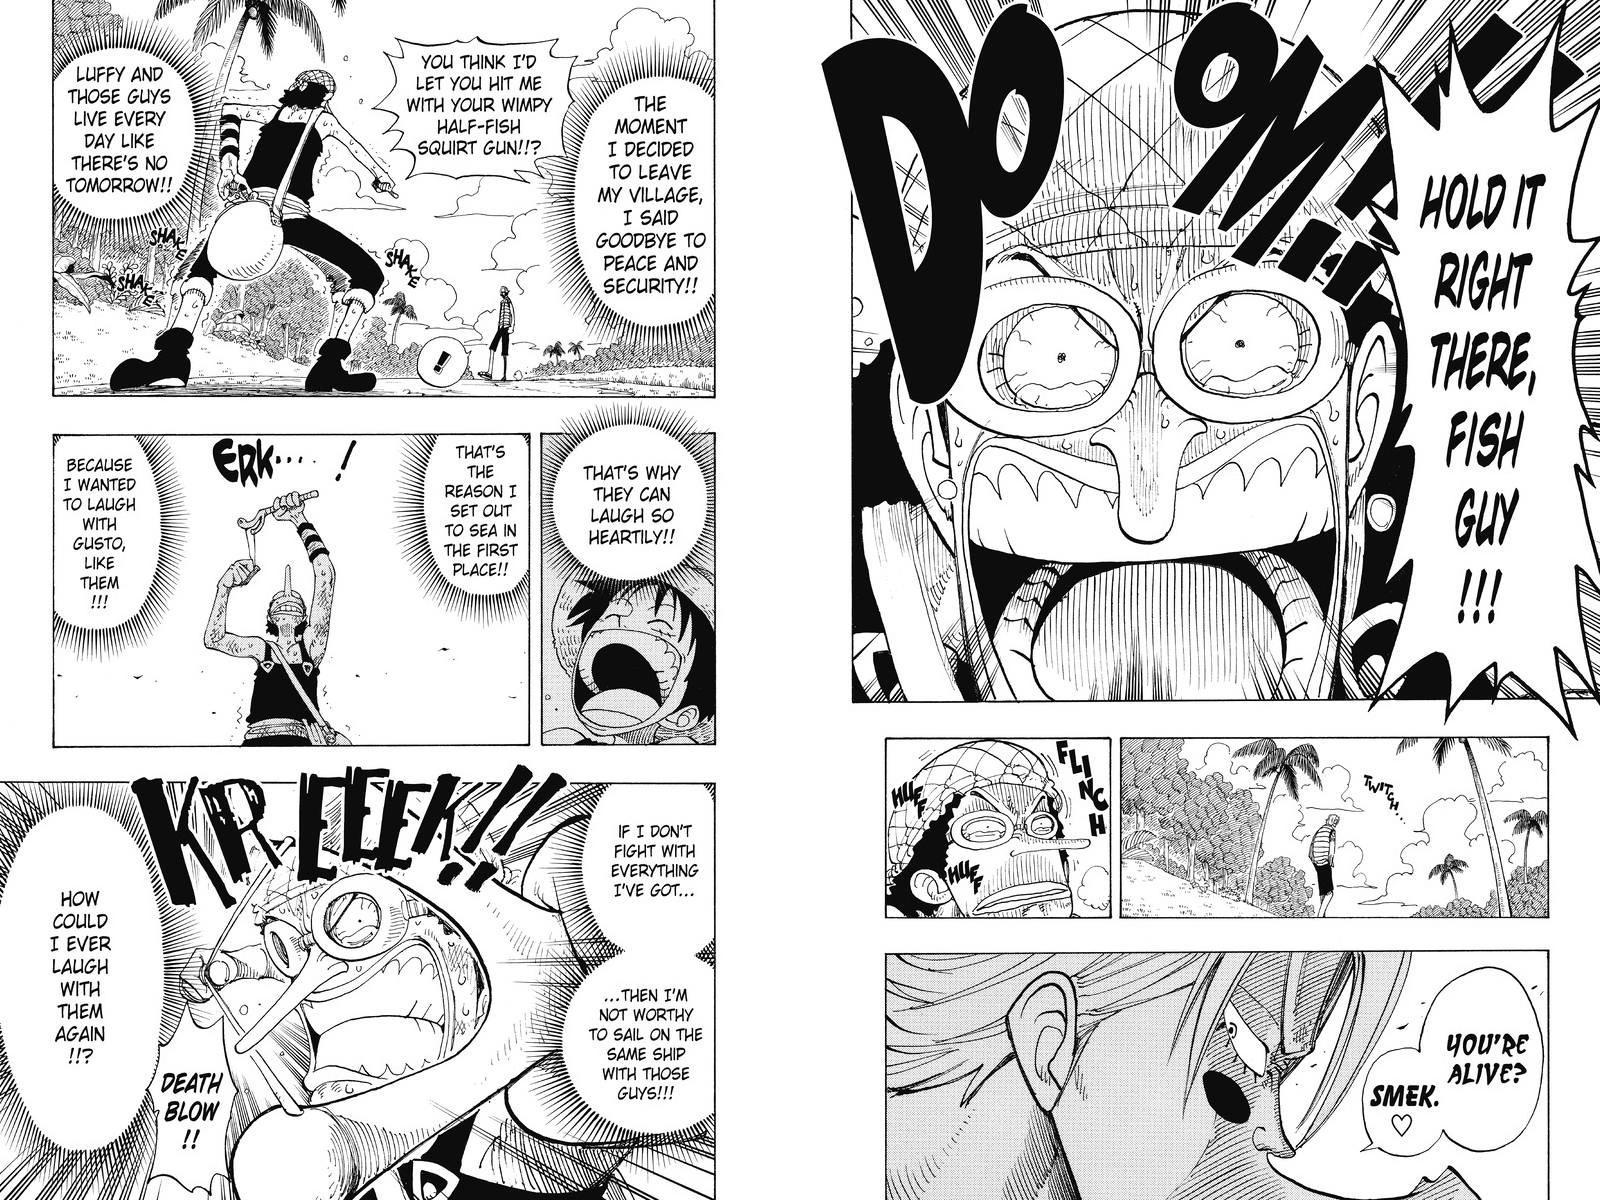 DOOM!!
HOLD IT
RIGHT
THERE,
FISH
GUY
!!!
TWITCH...
FLINCH
HUFF
HUFF
YOU'RE
ALIVE?
SMEK.
♡
THE
MOMENT
I DECIDED
TO LEAVE
MY VILLAGE,
I SAID
GOODBYE TO
PEACE AND
SECURITY!!
YOU THINK I'D
LET YOU HIT ME
WITH YOUR WIMPY
HALF-FISH
SQUIRT GUN!!?
LUFFY AND
THOSE GUYS
LIVE EVERY
DAY LIKE
THERE'S NO
TOMORROW!!
SHAKE
SHAKE
SHAKE
!
THAT'S WHY
THEY CAN
LAUGH SO
HEARTILY!!
THAT'S
THE
REASON I
SET OUT
TO SEA IN
THE FIRST
PLACE!!
ERK....!
BECAUSE
I WANTED
TO LAUGH
WITH
GUSTO,
LIKE
THEM
!!!
IF I DON'T
FIGHT WITH
EVERYTHING
I'VE GOT...
...THEN I'M
NOT WORTHY
TO SAIL ON THE
SAME SHIP
WITH THOSE
GUYS!!!
KREEEEK!!
HOW
COULD
I EVER
LAUGH
WITH
THEM
AGAIN
!!?
DEATH
BLOW
!!